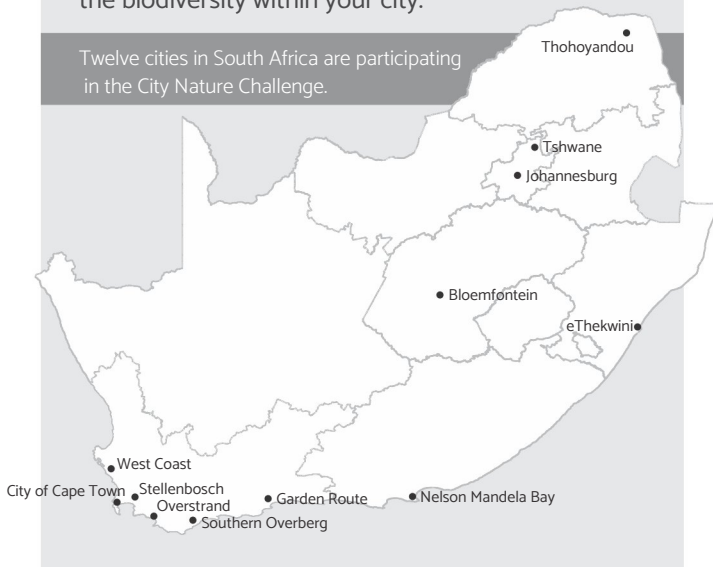 the biodiversity within your city.
Twelve cities in South Africa are participating
in the City Nature Challenge.
Thohoyandou
Tshwane
Johannesburg
Bloemfontein
eThekwini
West Coast
City of Cape Town
Stellenbosch
Overstrand
Garden Route
Nelson Mandela Bay
Southern Overberg